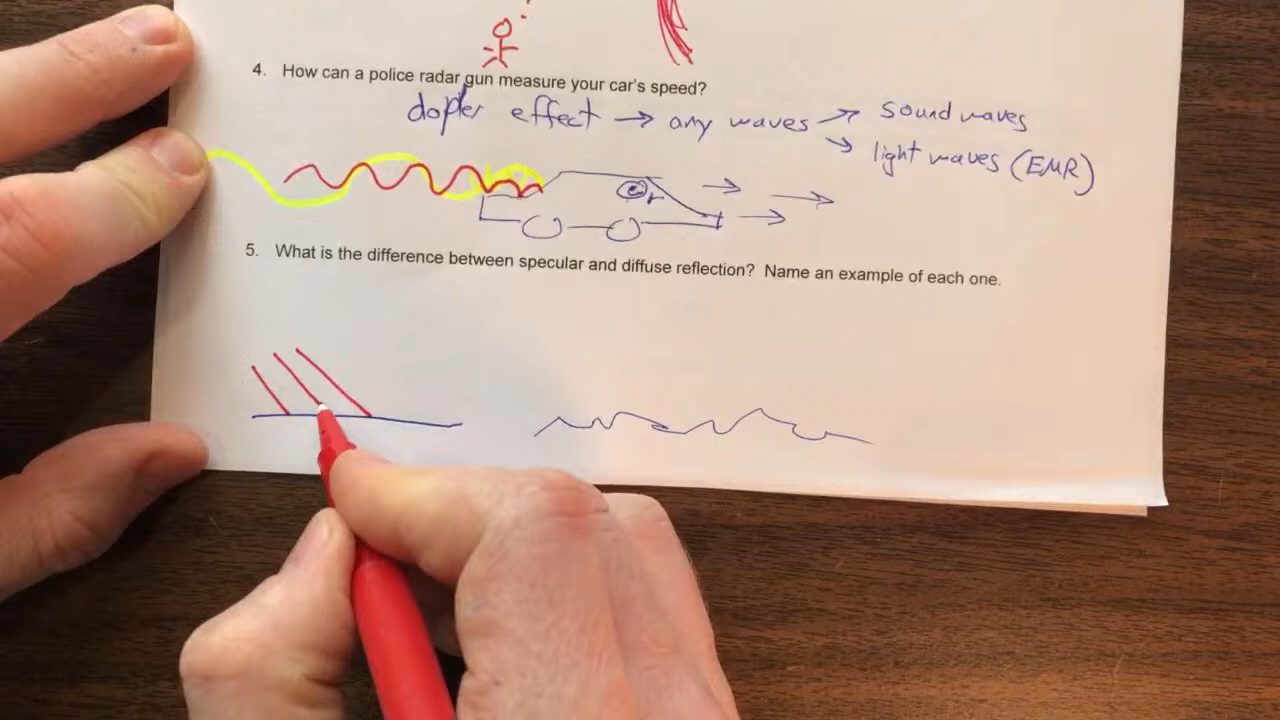 4. How can a police radar gun measure your car's speed?
dopler effect → any waves → sound waves
→ light waves (EMR)
r
5. What is the difference between specular and diffuse reflection? Name an example of each one.